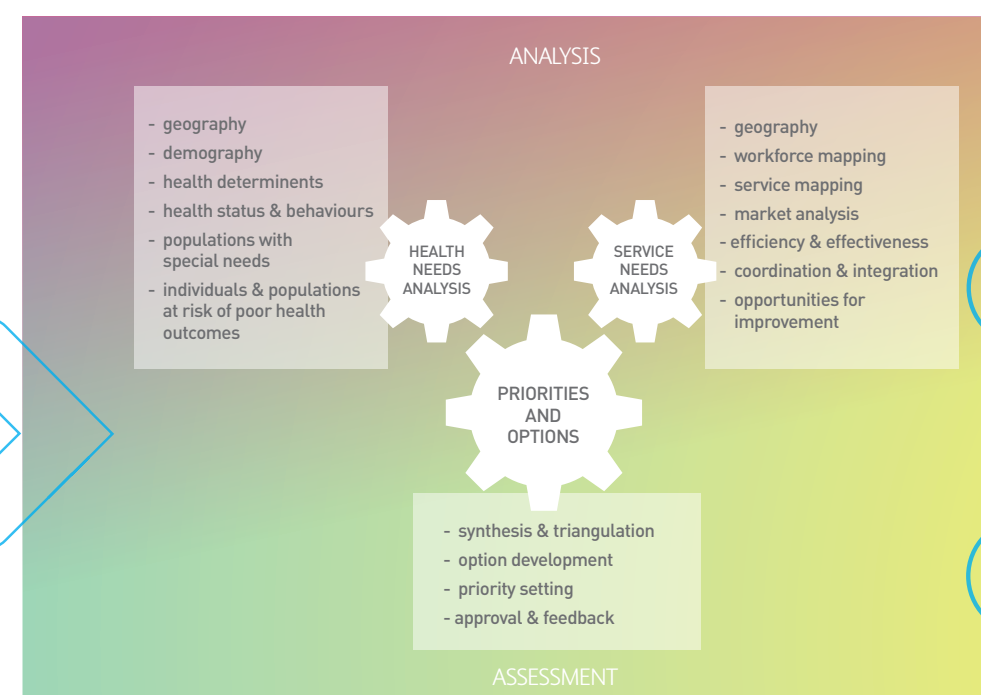 ANALYSIS
- geography
- demography
- health determinents
- health status & behaviours
- populations with
special needs
- individuals & populations
at risk of poor health
outcomes
HEALTH
NEEDS
ANALYSIS
SERVICE
NEEDS
ANALYSIS
- geography
- workforce mapping
- service mapping
- market analysis
- efficiency & effectiveness
- coordination & integration
- opportunities for
improvement
PRIORITIES
AND
OPTIONS
- synthesis & triangulation
- option development
- priority setting
- approval & feedback
ASSESSMENT